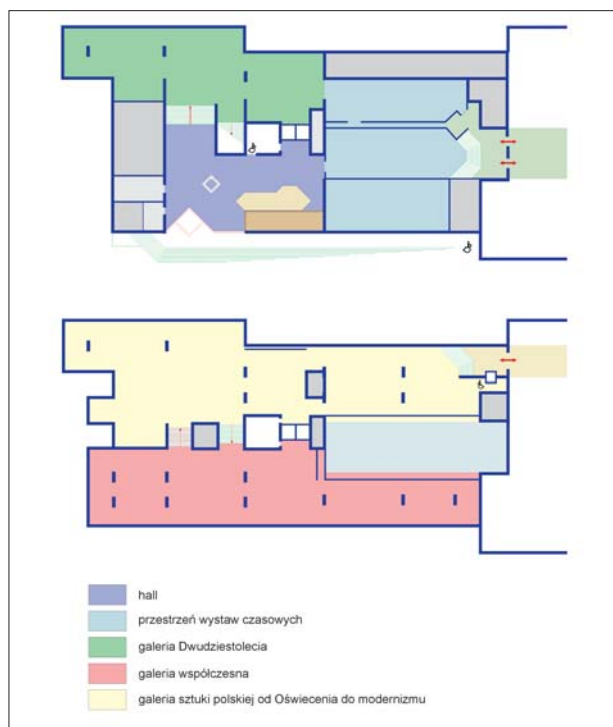 hall
przestrzeń wystaw czasowych
galeria Dwudziestolecia
galeria współczesna
galeria sztuki polskiej od Oświecenia do modernizmu